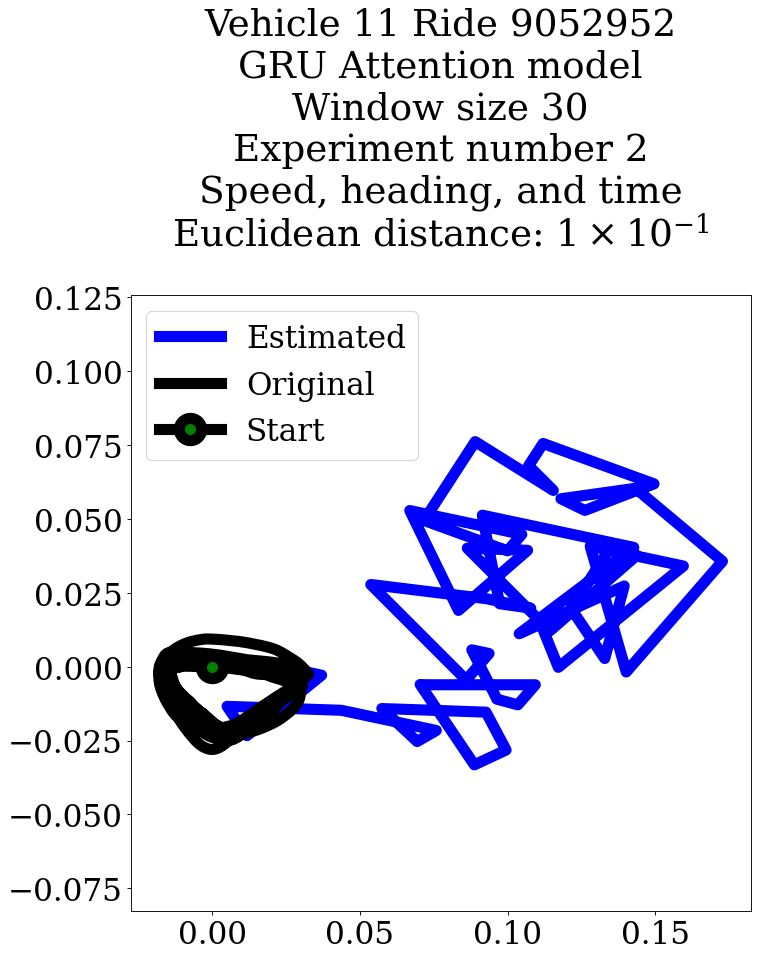 Vehicle 11 Ride 9052952
GRU Attention model
Window size 30
Experiment number 2
Speed, heading, and time
Euclidean distance: 1 × 10⁻¹
0.125
0.100
0.075
0.050
0.025
0.000
−0.025
−0.050
−0.075
Estimated
Original
Start
0.00 0.05 0.10 0.15